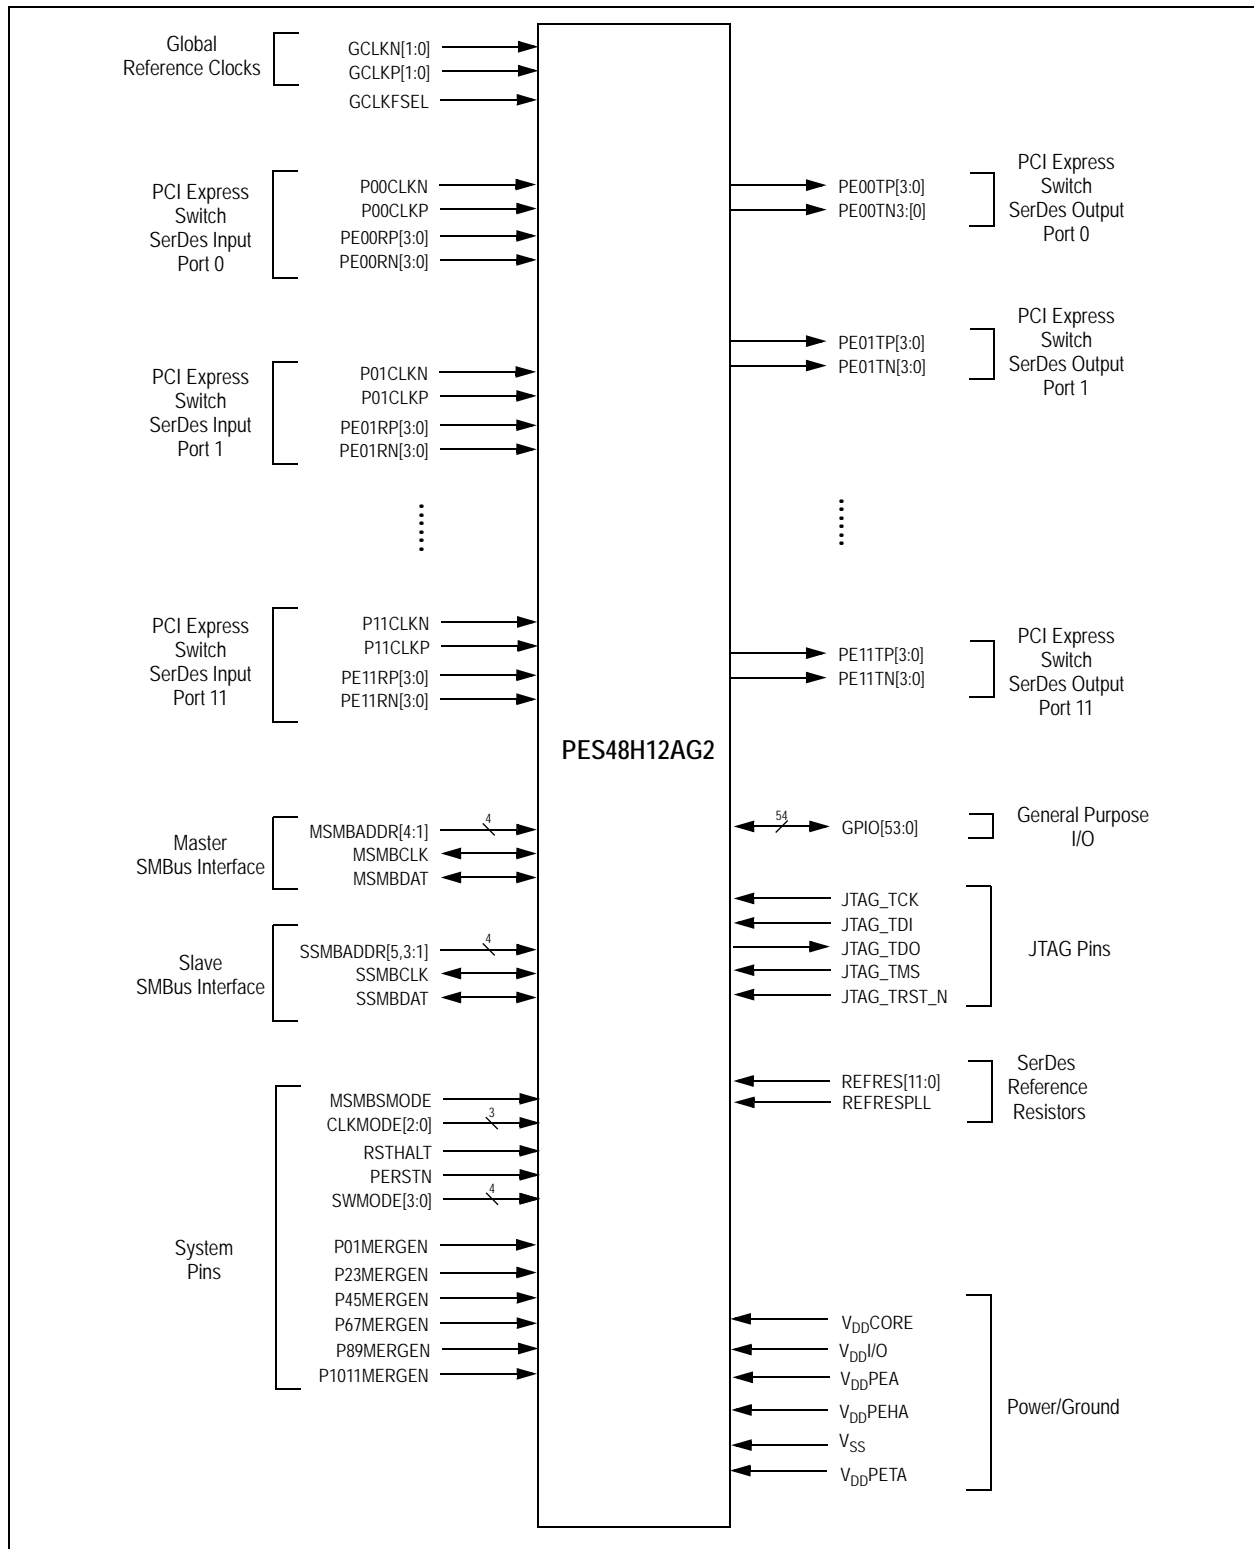 Global
Reference Clocks
GCLKN[1:0]
GCLKP[1:0]
GCLKFSEL
PCI Express
Switch
SerDes Input
Port 0
P00CLKN
P00CLKP
PE00RP[3:0]
PE00RN[3:0]
PE00TP[3:0]
PE00TN3:[0]
PCI Express
Switch
SerDes Output
Port 0
PCI Express
Switch
SerDes Input
Port 1
P01CLKN
P01CLKP
PE01RP[3:0]
PE01RN[3:0]
PE01TP[3:0]
PE01TN[3:0]
PCI Express
Switch
SerDes Output
Port 1
PCI Express
Switch
SerDes Input
Port 11
P11CLKN
P11CLKP
PE11RP[3:0]
PE11RN[3:0]
PE11TP[3:0]
PE11TN[3:0]
PCI Express
Switch
SerDes Output
Port 11
PES48H12AG2
Master
SMBus Interface
MSMBADDR[4:1]
4
MSMBCLK
MSMBDAT
54
GPIO[53:0]
General Purpose
I/O
Slave
SMBus Interface
SSMBADDR[5,3:1]
4
SSMBCLK
SSMBDAT
JTAG_TCK
JTAG_TDI
JTAG_TDO
JTAG_TMS
JTAG_TRST_N
JTAG Pins
REFRES[11:0]
REFRESPLL
SerDes
Reference
Resistors
System
Pins
MSMBSMODE
CLKMODE[2:0]
3
RSTHALT
PERSTN
SWMODE[3:0]
4
P01MERGEN
P23MERGEN
P45MERGEN
P67MERGEN
P89MERGEN
P1011MERGEN
VDDCORE
VDDI/O
VDDPEA
VDDPEHA
VSS
VDDPETA
Power/Ground